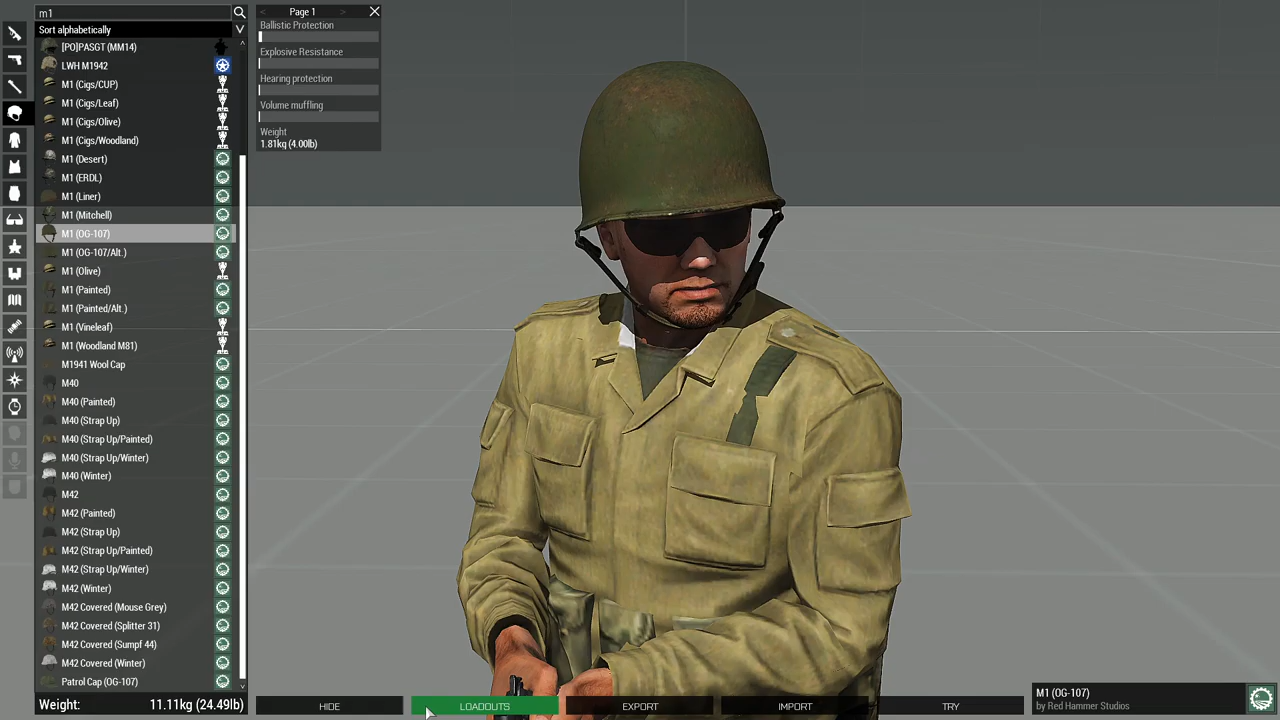 m1
Sort alphabetically
[PO]PASGT (MM14)
LWH M1942
M1 (Cigs/CUP)
M1 (Cigs/Leaf)
M1 (Cigs/Olive)
M1 (Cigs/Woodland)
M1 (Desert)
M1 (ERDL)
M1 (Liner)
M1 (Mitchell)
M1 (OG-107)
M1 (OG-107/Alt.)
M1 (Olive)
M1 (Painted)
M1 (Painted/Alt.)
M1 (Vineleaf)
M1 (Woodland M81)
M1941 Wool Cap
M40
M40 (Painted)
M40 (Strap Up)
M40 (Strap Up/Painted)
M40 (Strap Up/Winter)
M40 (Winter)
M42
M42 (Painted)
M42 (Strap Up)
M42 (Strap Up/Painted)
M42 (Strap Up/Winter)
M42 (Winter)
M42 Covered (Mouse Grey)
M42 Covered (Splinter 31)
M42 Covered (Sumpf 44)
M42 Covered (Winter)
Patrol Cap (OG-107)
Weight: 11.11kg (24.49lb)
< Page 1 >
Ballistic Protection
Explosive Resistance
Hearing protection
Volume muffling
Weight
1.81kg (4.00lb)
HIDE
LOADOUTS
EXPORT
IMPORT
TRY
M1 (OG-107)
by Red Hammer Studios